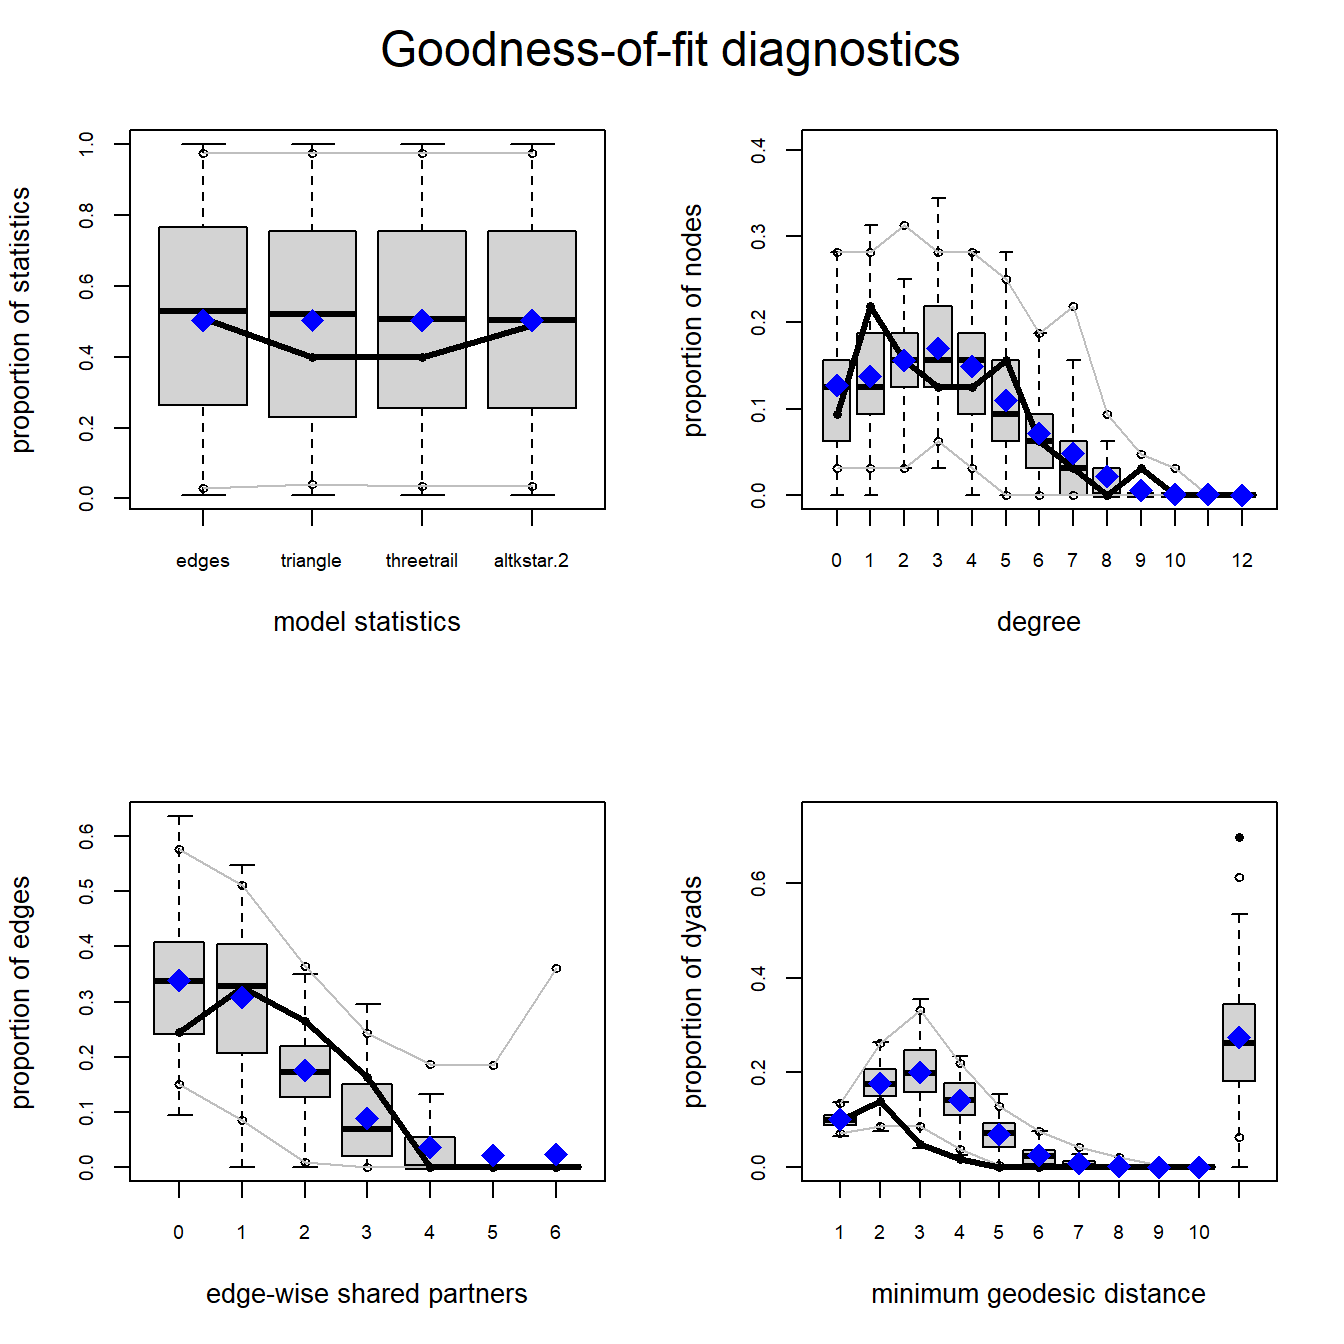 Goodness-of-fit diagnostics
proportion of statistics
0.0 0.2 0.4 0.6 0.8 1.0
edges triangle threetrail altkstar.2
model statistics
proportion of nodes
0.0 0.1 0.2 0.3 0.4
0 1 2 3 4 5 6 7 8 9 10 12
degree
proportion of edges
0.0 0.1 0.2 0.3 0.4 0.5 0.6
0 1 2 3 4 5 6
edge-wise shared partners
proportion of dyads
0.0 0.2 0.4 0.6
1 2 3 4 5 6 7 8 9 10
minimum geodesic distance